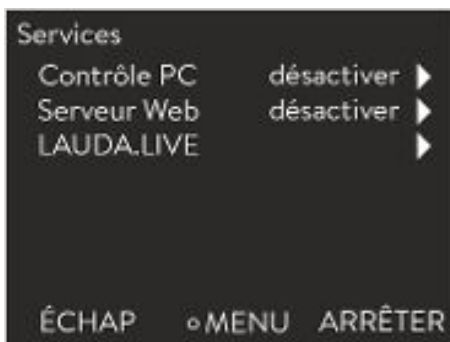 Services
Contrôle PC désactiver ▶
Serveur Web désactiver ▶
LAUDA.LIVE ▶
ÉCHAP ○ MENU ARRÊTER